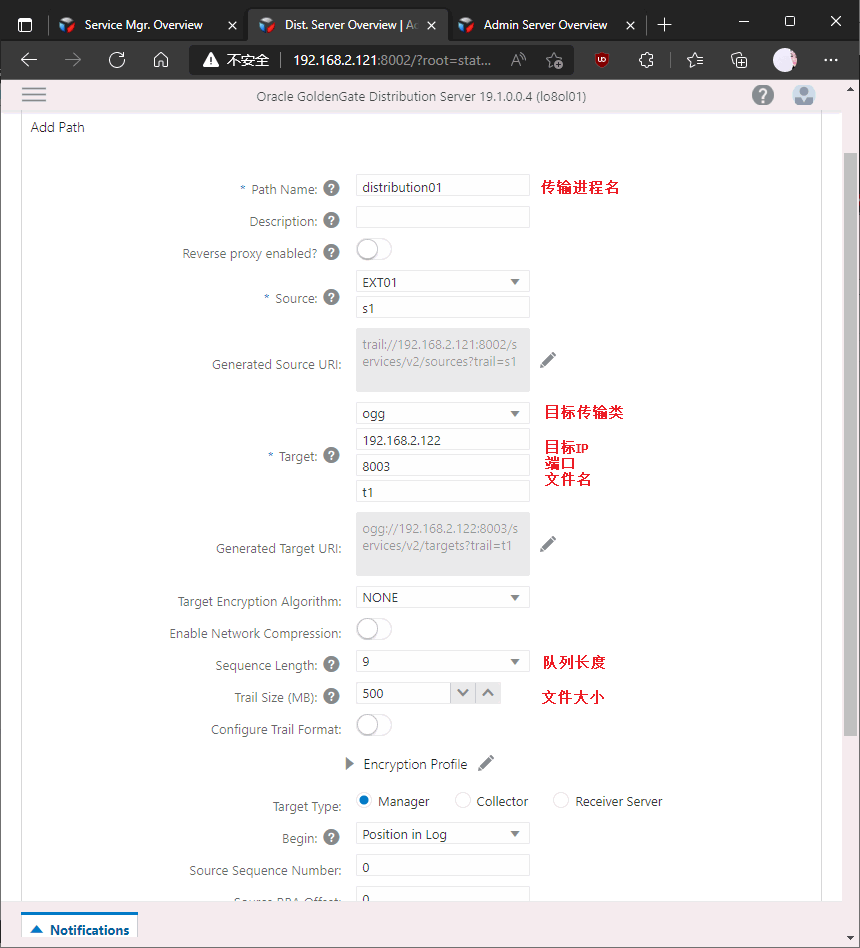 Service Mgr. Overview
Dist. Server Overview | Ac
Admin Server Overview
不安全
192.168.2.121:8002/?root=stat...
Oracle GoldenGate Distribution Server 19.1.0.0.4 (lo8ol01)
Add Path
* Path Name: ? distribution01 传输进程名
Description: ?
Reverse proxy enabled? ?
* Source: ? EXT01
s1
Generated Source URI: trail://192.168.2.121:8002/s
ervices/v2/sources?trail=s1
ogg 目标传输类
* Target: ? 192.168.2.122 目标IP
8003 端口
t1 文件名
Generated Target URI: ogg://192.168.2.122:8003/s
ervices/v2/targets?trail=t1
Target Encryption Algorithm: NONE
Enable Network Compression:
Sequence Length: ? 9 队列长度
Trail Size (MB): ? 500 文件大小
Configure Trail Format:
Encryption Profile
Target Type: Manager Collector Receiver Server
Begin: ? Position in Log
Source Sequence Number: 0
Source RBA Offset: 0
Notifications